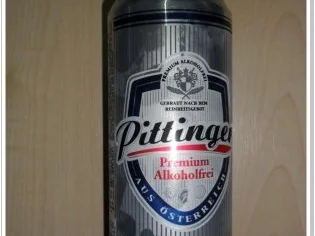 PREMIUM ALKOHOLFREI
GEBRAUT NACH DEM
REINHEITSGEBOT
Pittinger
Premium
Alkoholfrei
AUS ÖSTERREICH